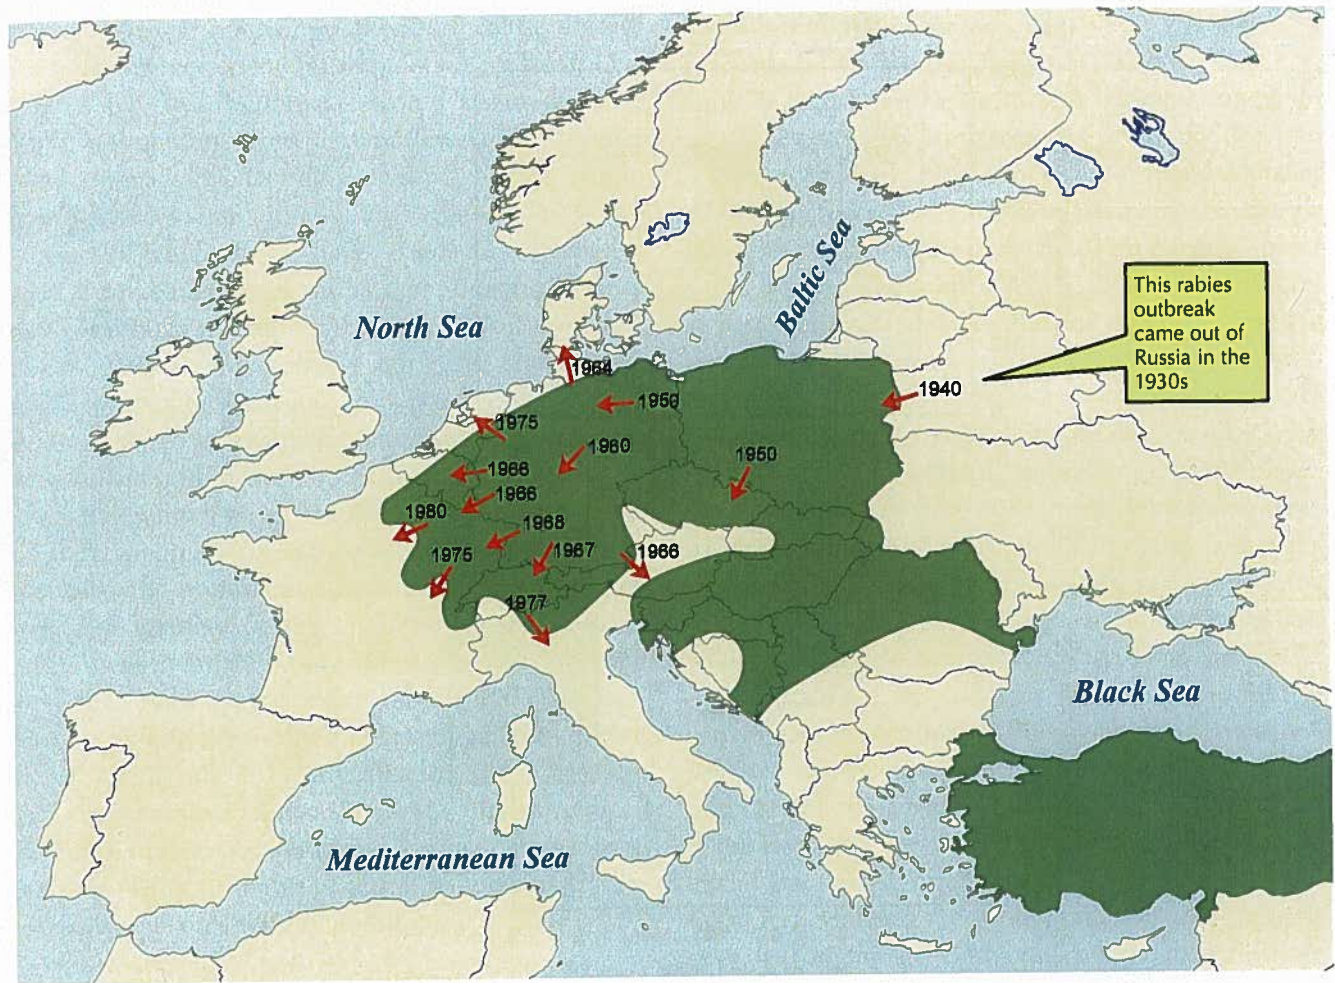 Baltic Sea
This rabies
outbreak
came out of
Russia in the
1930s
North Sea
1964
1940
1950
1975
1960
1950
1966
1966
1980
1968
1967
1966
1975
1977
Black Sea
Mediterranean Sea